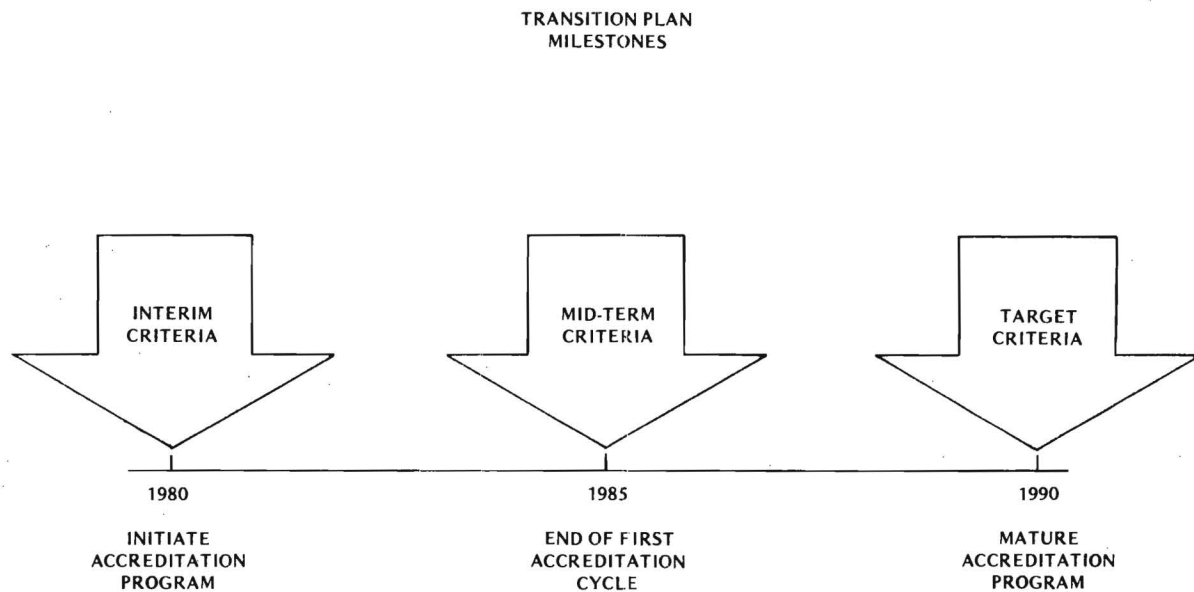 TRANSITION PLAN
MILESTONES
INTERIM
CRITERIA
MID-TERM
CRITERIA
TARGET
CRITERIA
1980
1985
1990
INITIATE
ACCREDITATION
PROGRAM
END OF FIRST
ACCREDITATION
CYCLE
MATURE
ACCREDITATION
PROGRAM